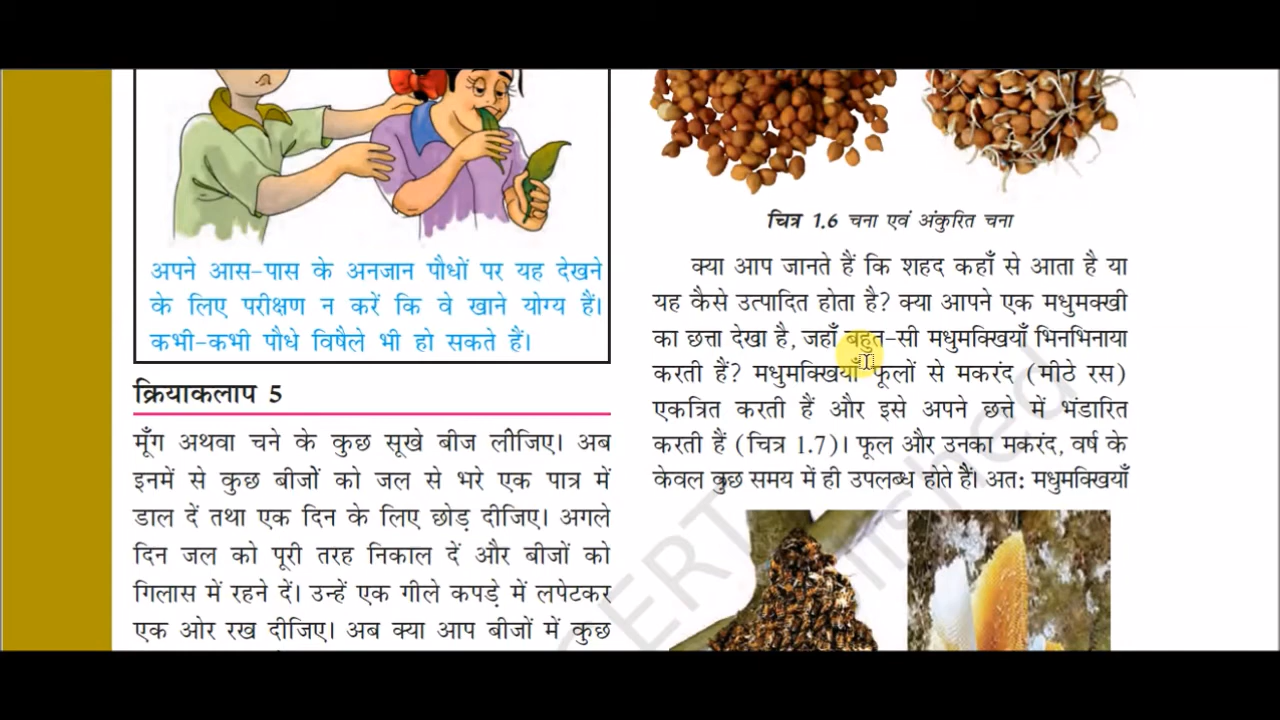 अपने आस-पास के अनजान पौधों पर यह देखने
के लिए परीक्षण न करें कि वे खाने योग्य हैं।
कभी-कभी पौधे विषैले भी हो सकते हैं।
क्रियाकलाप 5
मूँग अथवा चने के कुछ सूखे बीज लीजिए। अब
इनमें से कुछ बीजों को जल से भरे एक पात्र में
डाल दें तथा एक दिन के लिए छोड़ दीजिए। अगले
दिन जल को पूरी तरह निकाल दें और बीजों को
गिलास में रहने दें। उन्हें एक गीले कपड़े में लपेटकर
एक ओर रख दीजिए। अब क्या आप बीजों में कुछ
चित्र 1.6 चना एवं अंकुरित चना
क्या आप जानते हैं कि शहद कहाँ से आता है या
यह कैसे उत्पादित होता है? क्या आपने एक मधुमक्खी
का छत्ता देखा है, जहाँ बहुत-सी मधुमक्खियाँ भिनभिनाया
करती हैं? मधुमक्खियाँ फूलों से मकरंद (मीठे रस)
एकत्रित करती हैं और इसे अपने छत्ते में भंडारित
करती हैं (चित्र 1.7)। फूल और उनका मकरंद, वर्ष के
केवल कुछ समय में ही उपलब्ध होते हैं। अत: मधुमक्खियाँ